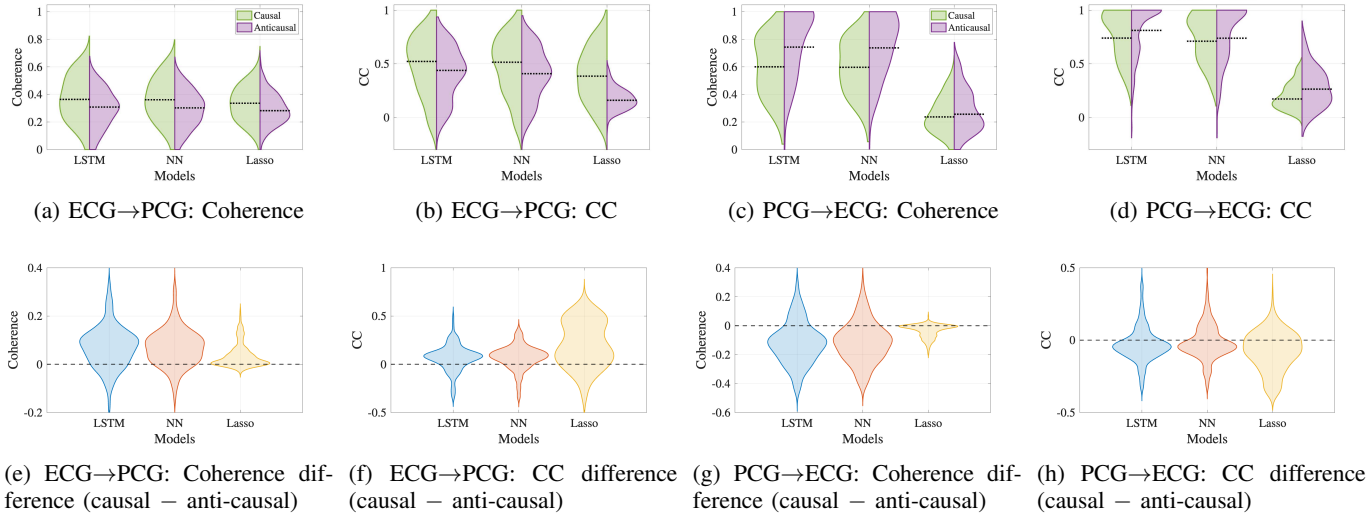 1
0.8
0.6
0.4
0.2
0
Coherence
Causal
Anticausal
LSTM
NN
Lasso
Models
(a) ECG→PCG: Coherence
1
0.5
0
CC
LSTM
NN
Lasso
Models
(b) ECG→PCG: CC
1
0.8
0.6
0.4
0.2
0
Coherence
Causal
Anticausal
LSTM
NN
Lasso
Models
(c) PCG→ECG: Coherence
1
0.5
0
CC
LSTM
NN
Lasso
Models
(d) PCG→ECG: CC
0.4
0.2
0
-0.2
Coherence
LSTM
NN
Lasso
Models
(e) ECG→PCG: Coherence dif-
ference (causal − anti-causal)
1
0.5
0
-0.5
CC
LSTM
NN
Lasso
Models
(f) ECG→PCG: CC difference
(causal − anti-causal)
0.4
0.2
0
-0.2
-0.4
-0.6
Coherence
LSTM
NN
Lasso
Models
(g) PCG→ECG: Coherence dif-
ference (causal − anti-causal)
0.5
0
-0.5
CC
LSTM
NN
Lasso
Models
(h) PCG→ECG: CC difference
(causal − anti-causal)